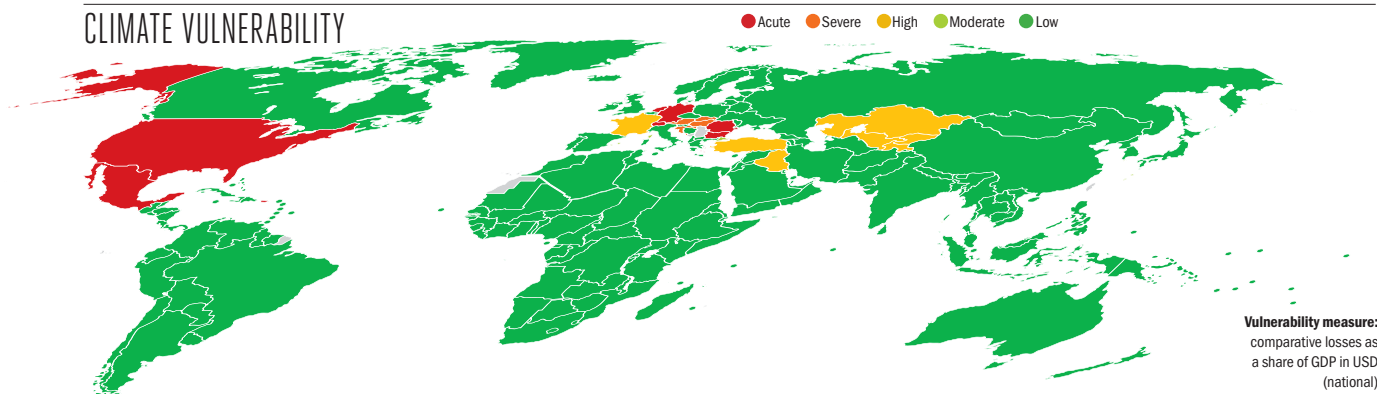 CLIMATE VULNERABILITY
Acute Severe High Moderate Low
Vulnerability measure:
comparative losses as
a share of GDP in USD
(national)